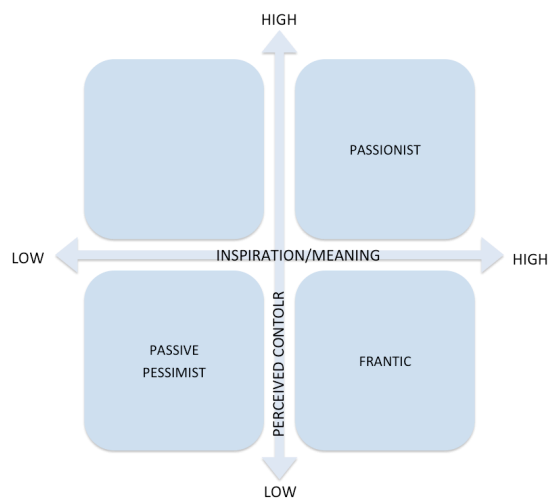 HIGH
PASSIONIST
LOW
INSPIRATION/MEANING
HIGH
PERCEIVED CONTOLR
PASSIVE
PESSIMIST
FRANTIC
LOW